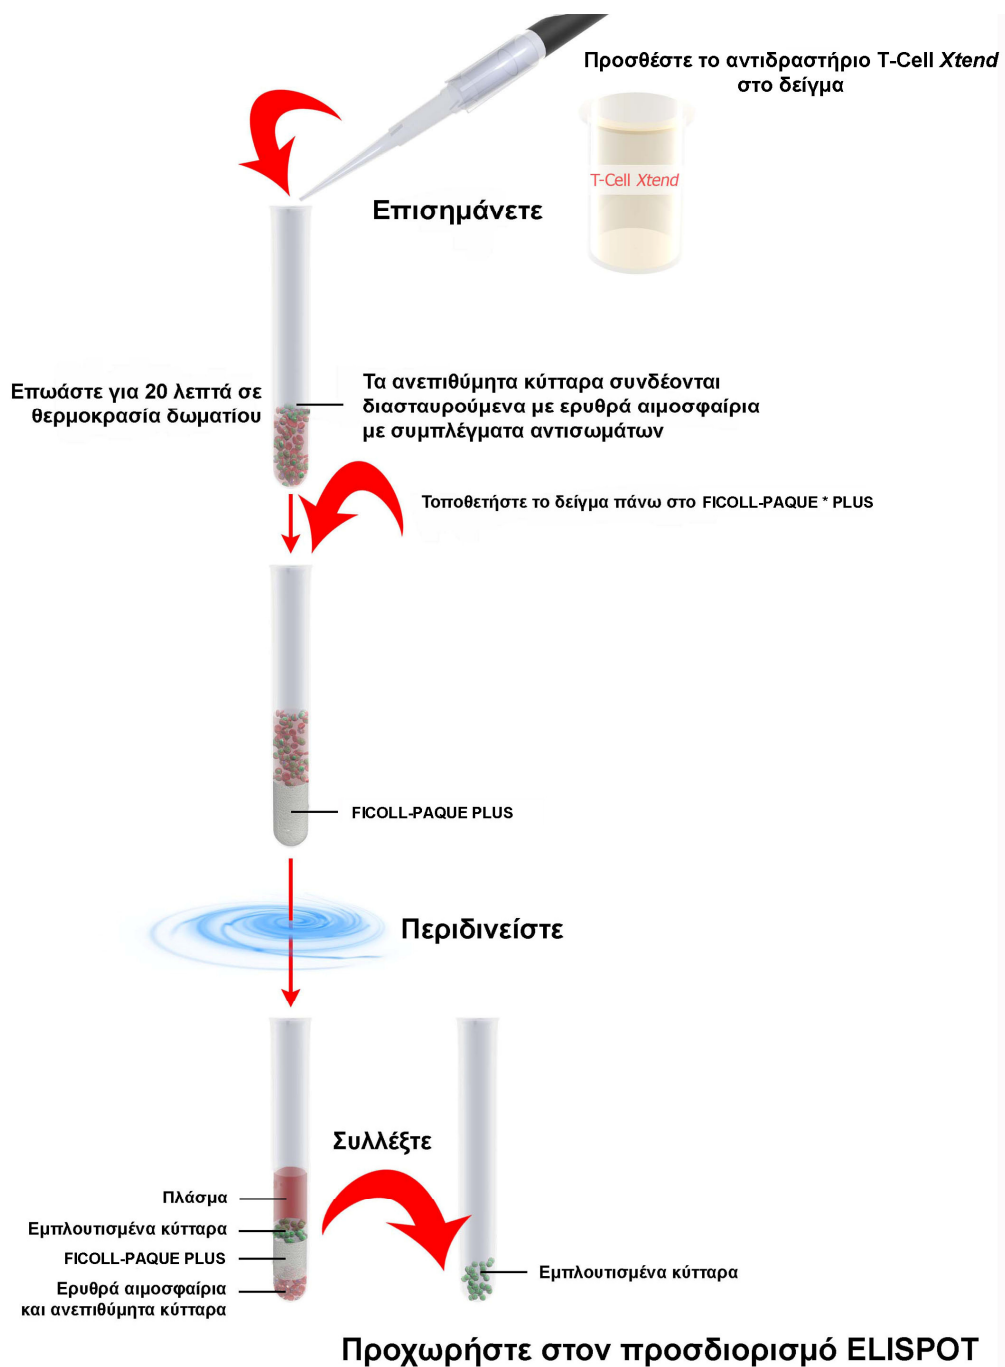 Προσθέστε το αντιδραστήριο T-Cell Xtend
στο δείγμα
T-Cell Xtend
Επισημάνετε
Επωάστε για 20 λεπτά σε
θερμοκρασία δωματίου
Τα ανεπιθύμητα κύτταρα συνδέονται
διασταυρούμενα με ερυθρά αιμοσφαίρια
με συμπλέγματα αντισωμάτων
Τοποθετήστε το δείγμα πάνω στο FICOLL-PAQUE * PLUS
FICOLL-PAQUE PLUS
Περιδινείστε
Συλλέξτε
Πλάσμα
Εμπλουτισμένα κύτταρα
FICOLL-PAQUE PLUS
Ερυθρά αιμοσφαίρια
και ανεπιθύμητα κύτταρα
Εμπλουτισμένα κύτταρα
Προχωρήστε στον προσδιορισμό ELISPOT